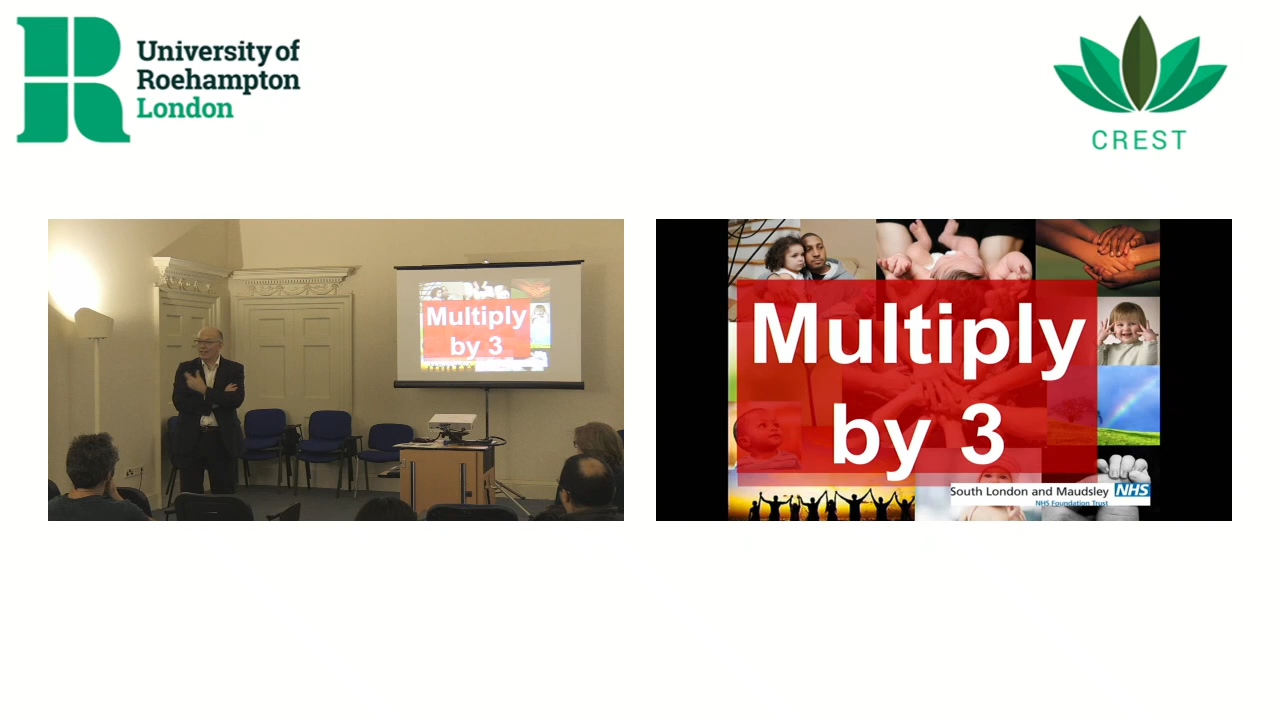 University of
Roehampton
London
CREST
Multiply
by 3
Multiply
by 3
South London and Maudsley NHS
NHS Foundation Trust